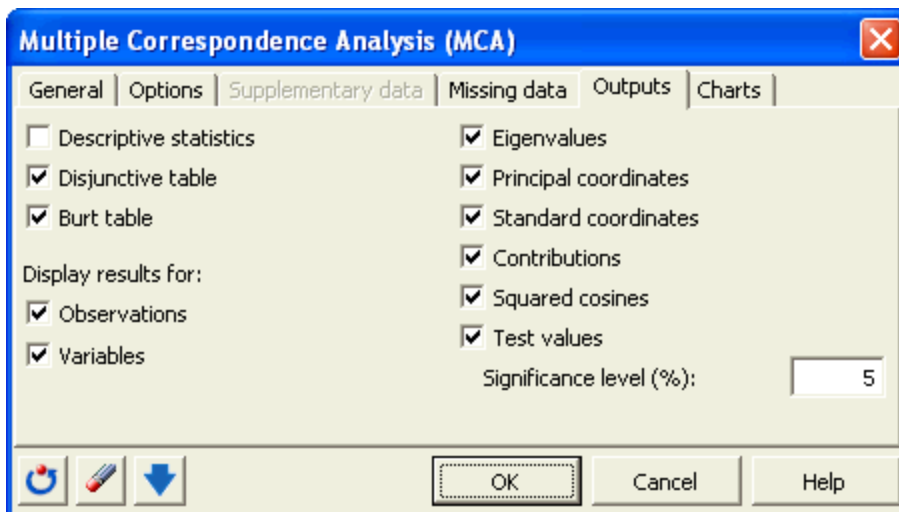 Multiple Correspondence Analysis (MCA)
General Options Supplementary data Missing data Outputs Charts
Descriptive statistics
Disjunctive table
Burt table
Display results for:
Observations
Variables
Eigenvalues
Principal coordinates
Standard coordinates
Contributions
Squared cosines
Test values
Significance level (%): 5
OK Cancel Help